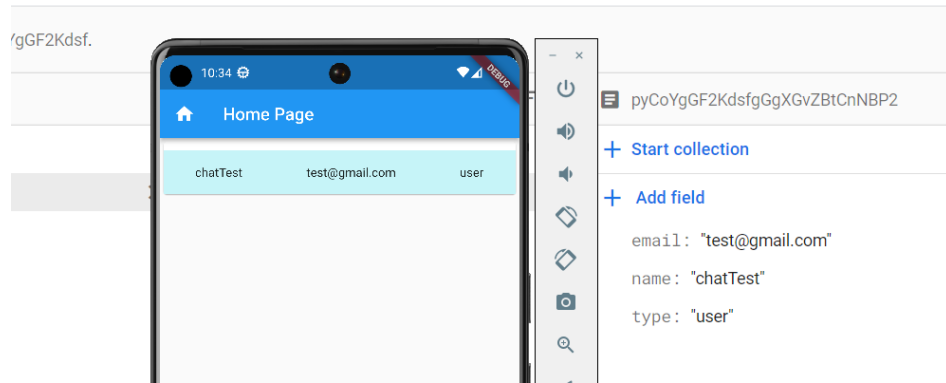 YgGF2Kdsf.
10:34
DEBUG
Home Page
chatTest test@gmail.com user
pyCoYgGF2KdsfgGgXGvZBtCnNBP2
Start collection
Add field
email: "test@gmail.com"
name: "chatTest"
type: "user"